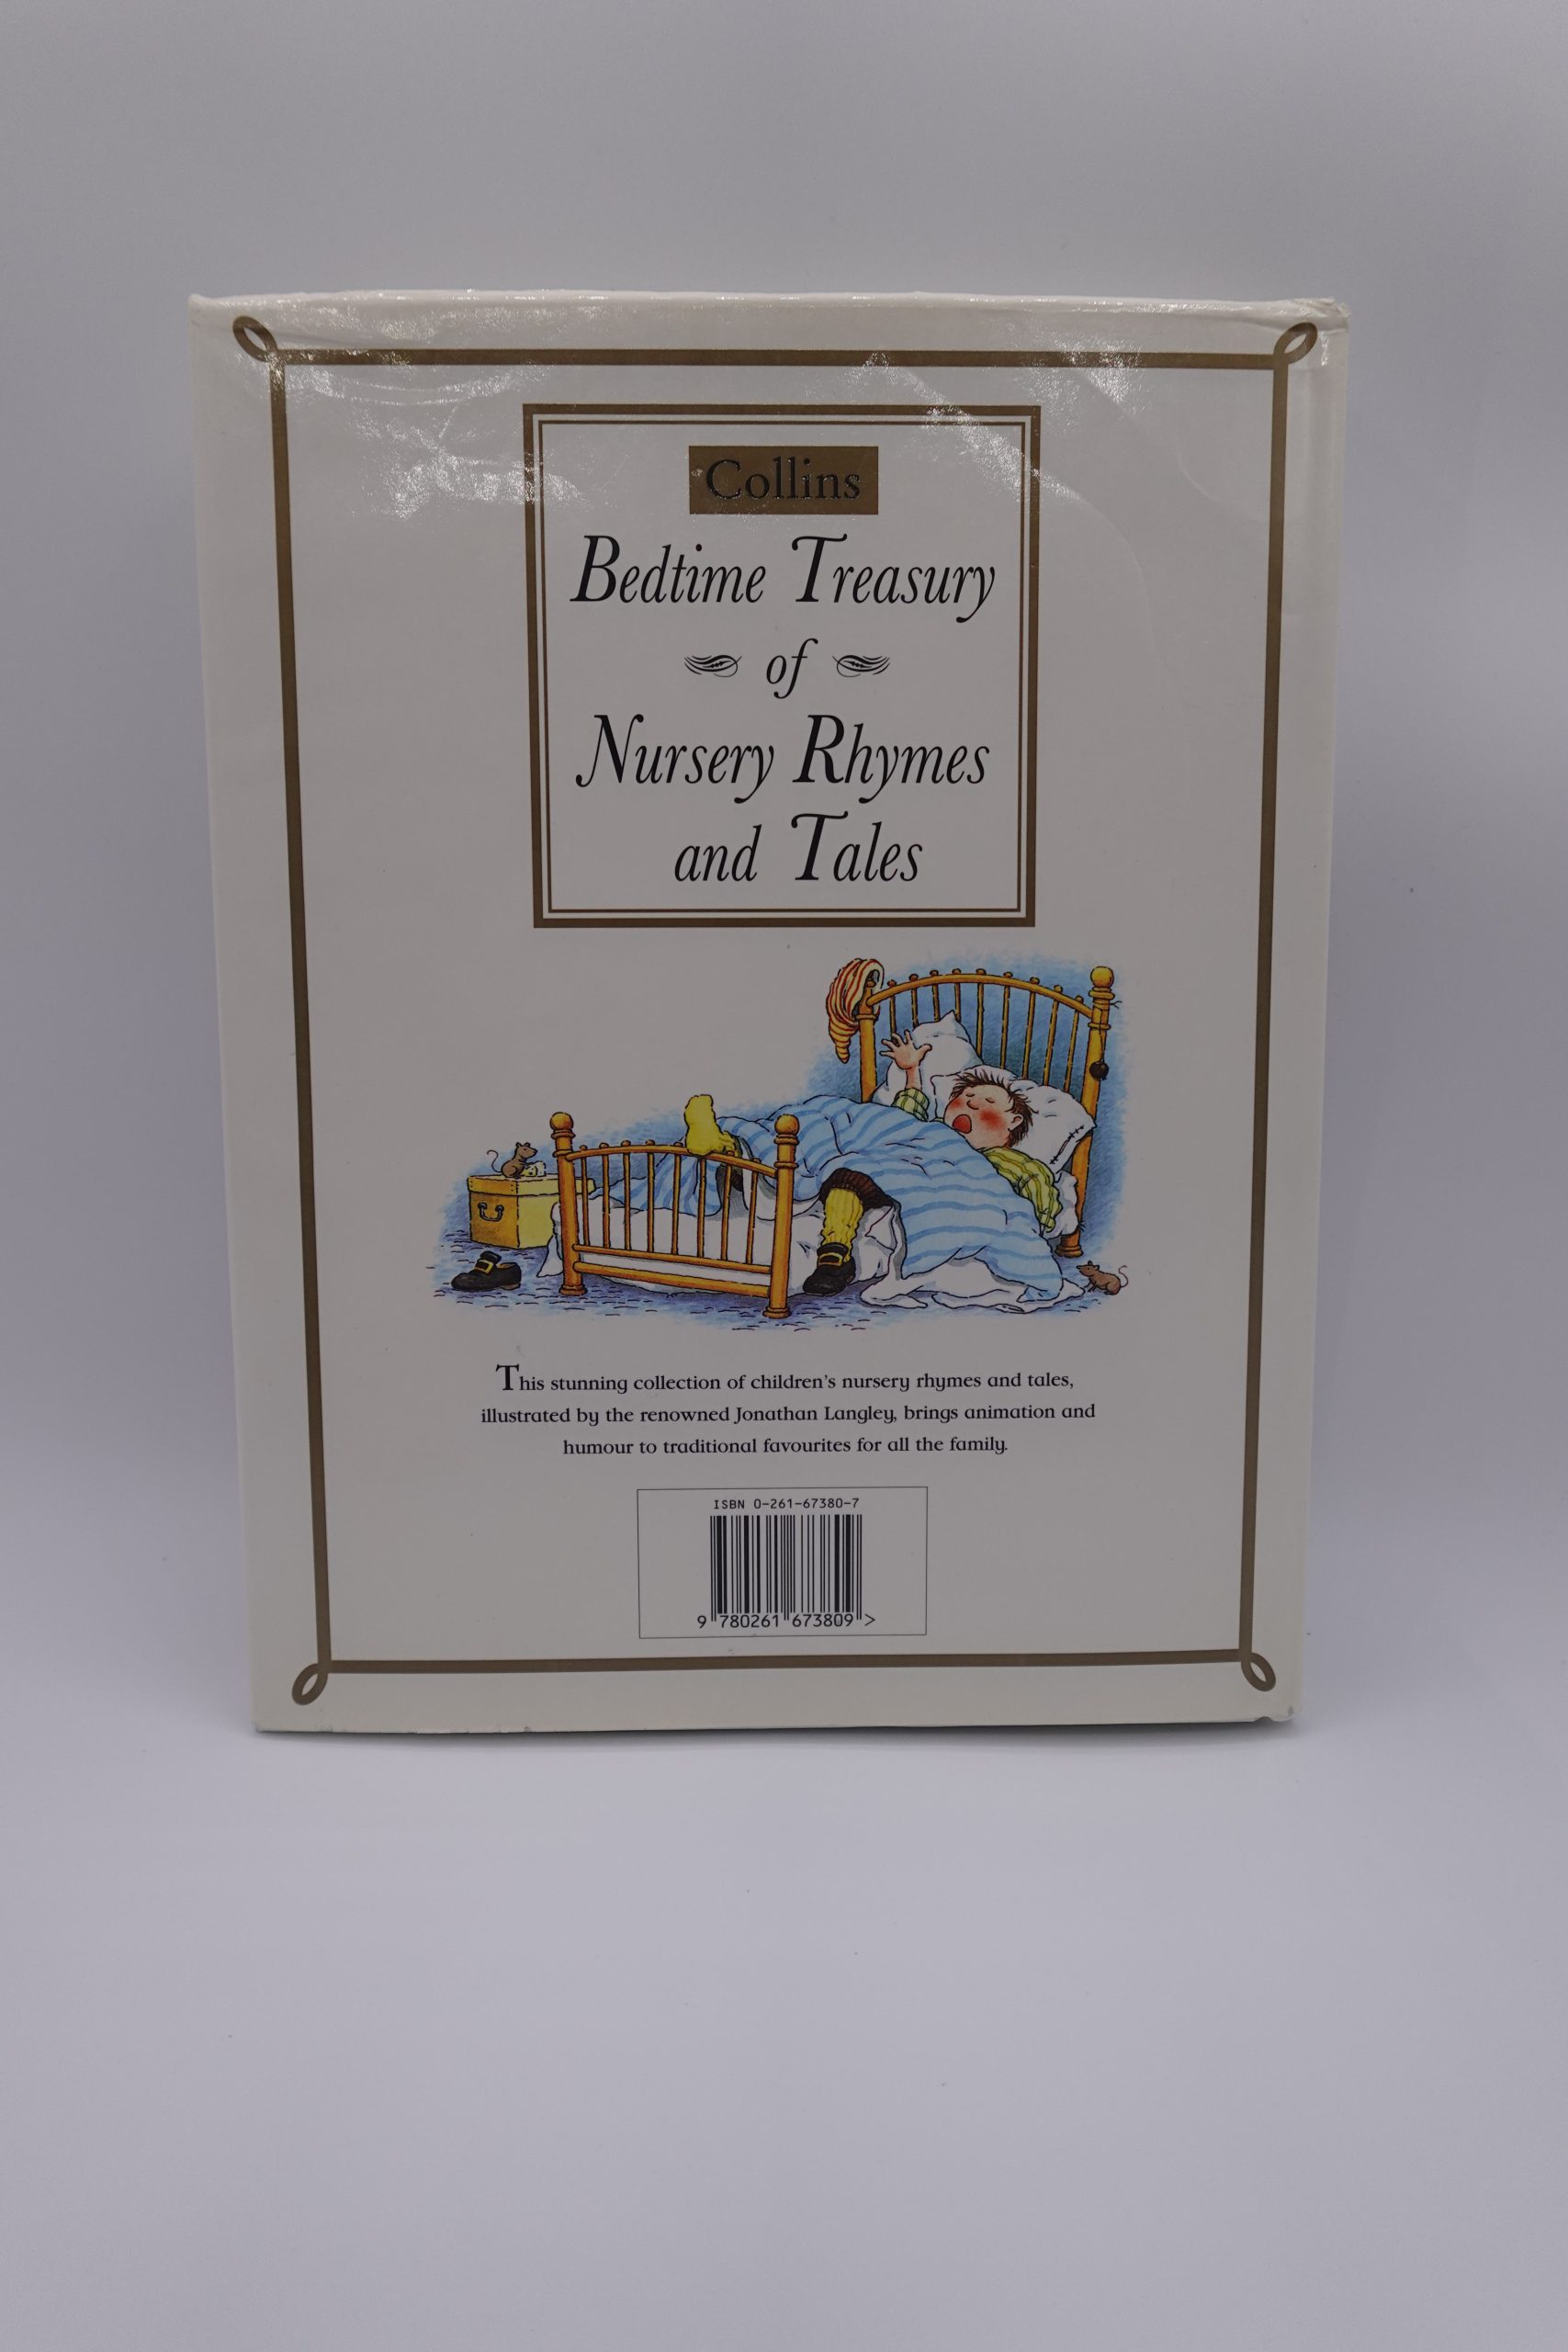 Collins
Bedtime Treasury
of
Nursery Rhymes
and Tales
This stunning collection of children's nursery rhymes and tales,
illustrated by the renowned Jonathan Langley, brings animation and
humour to traditional favourites for all the family.
ISBN 0-261-67380-7
9 780261 673809 >